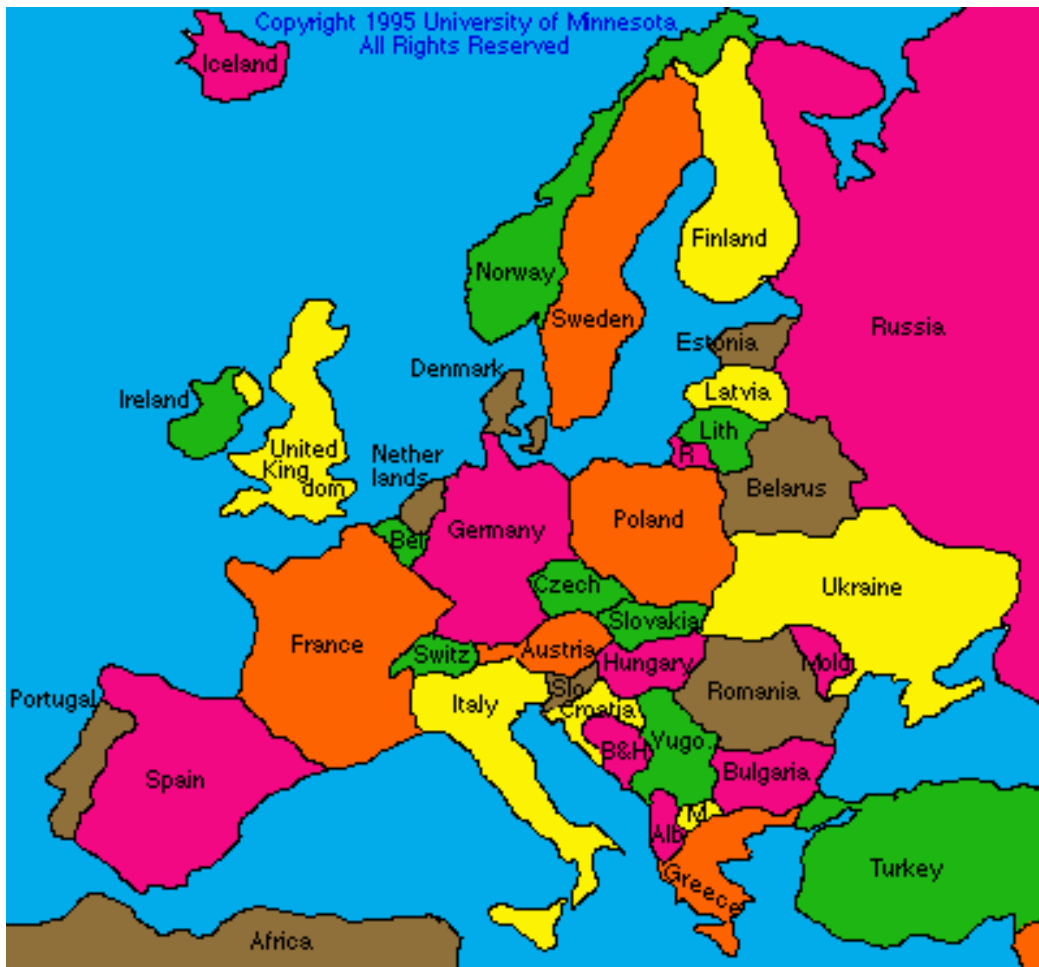 Copyright 1995 University of Minnesota
All Rights Reserved
Iceland
Finland
Norway
Sweden
Russia
Estonia
Denmark
Latvia
Ireland
Lith
United
King
dom
Nether
lands
R
Belarus
Poland
Germany
Bel
Czech
Ukraine
Slovakia
France
Switz
Austria
Hungary
Mold
Portugal
Italy
Slo
Romania
Croatia
Yugo.
B&H
Spain
Bulgaria
M
Alb
Turkey
Greece
Africa